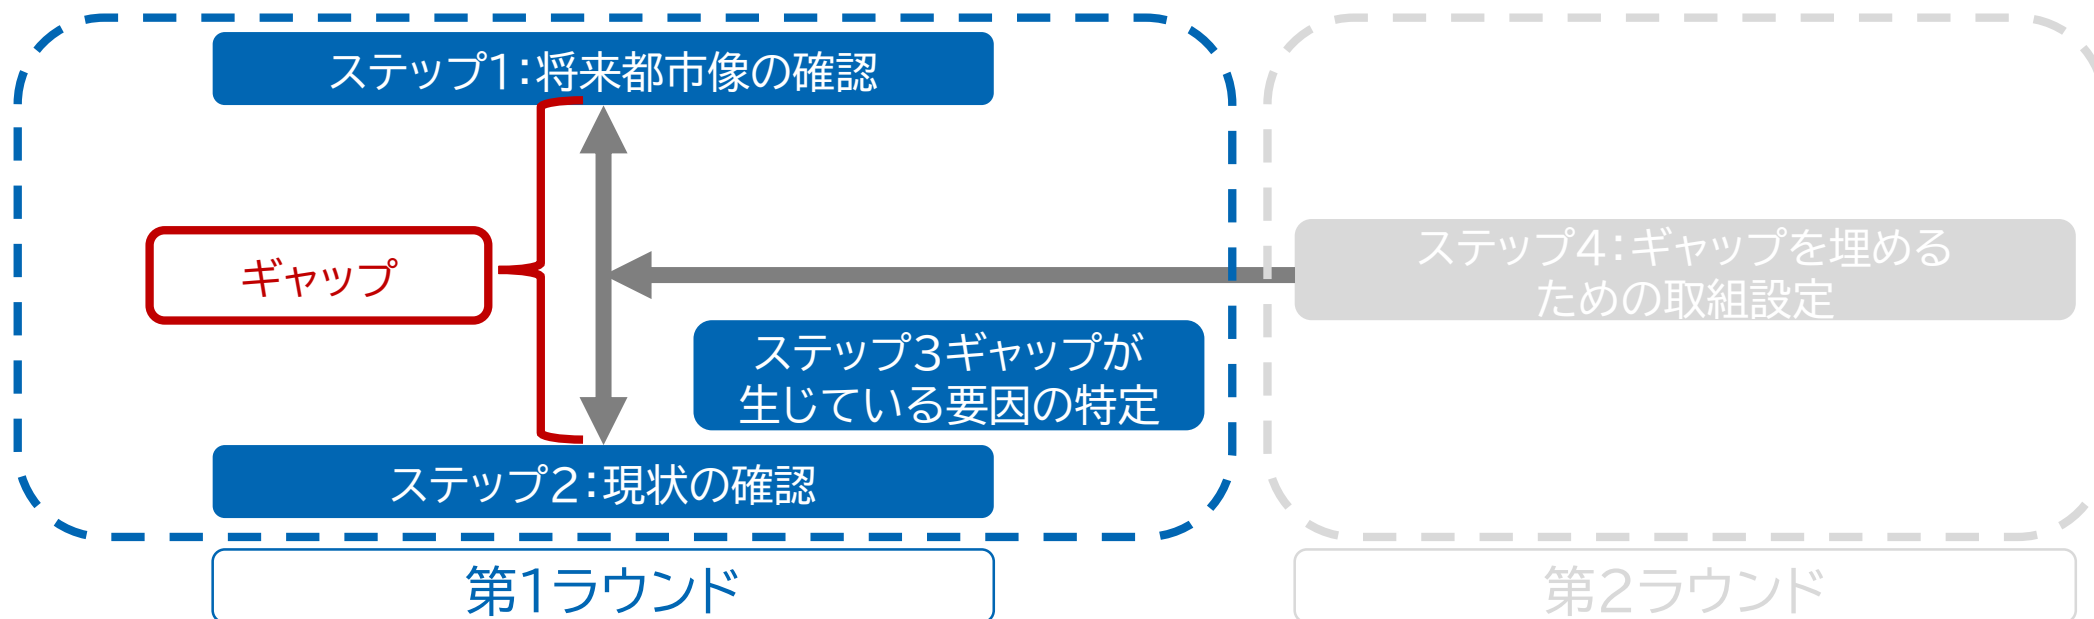 ステップ1：将来都市像の確認
ギャップ
ステップ3ギャップが
生じている要因の特定
ステップ2：現状の確認
第1ラウンド
ステップ4：ギャップを埋める
ための取組設定
第2ラウンド